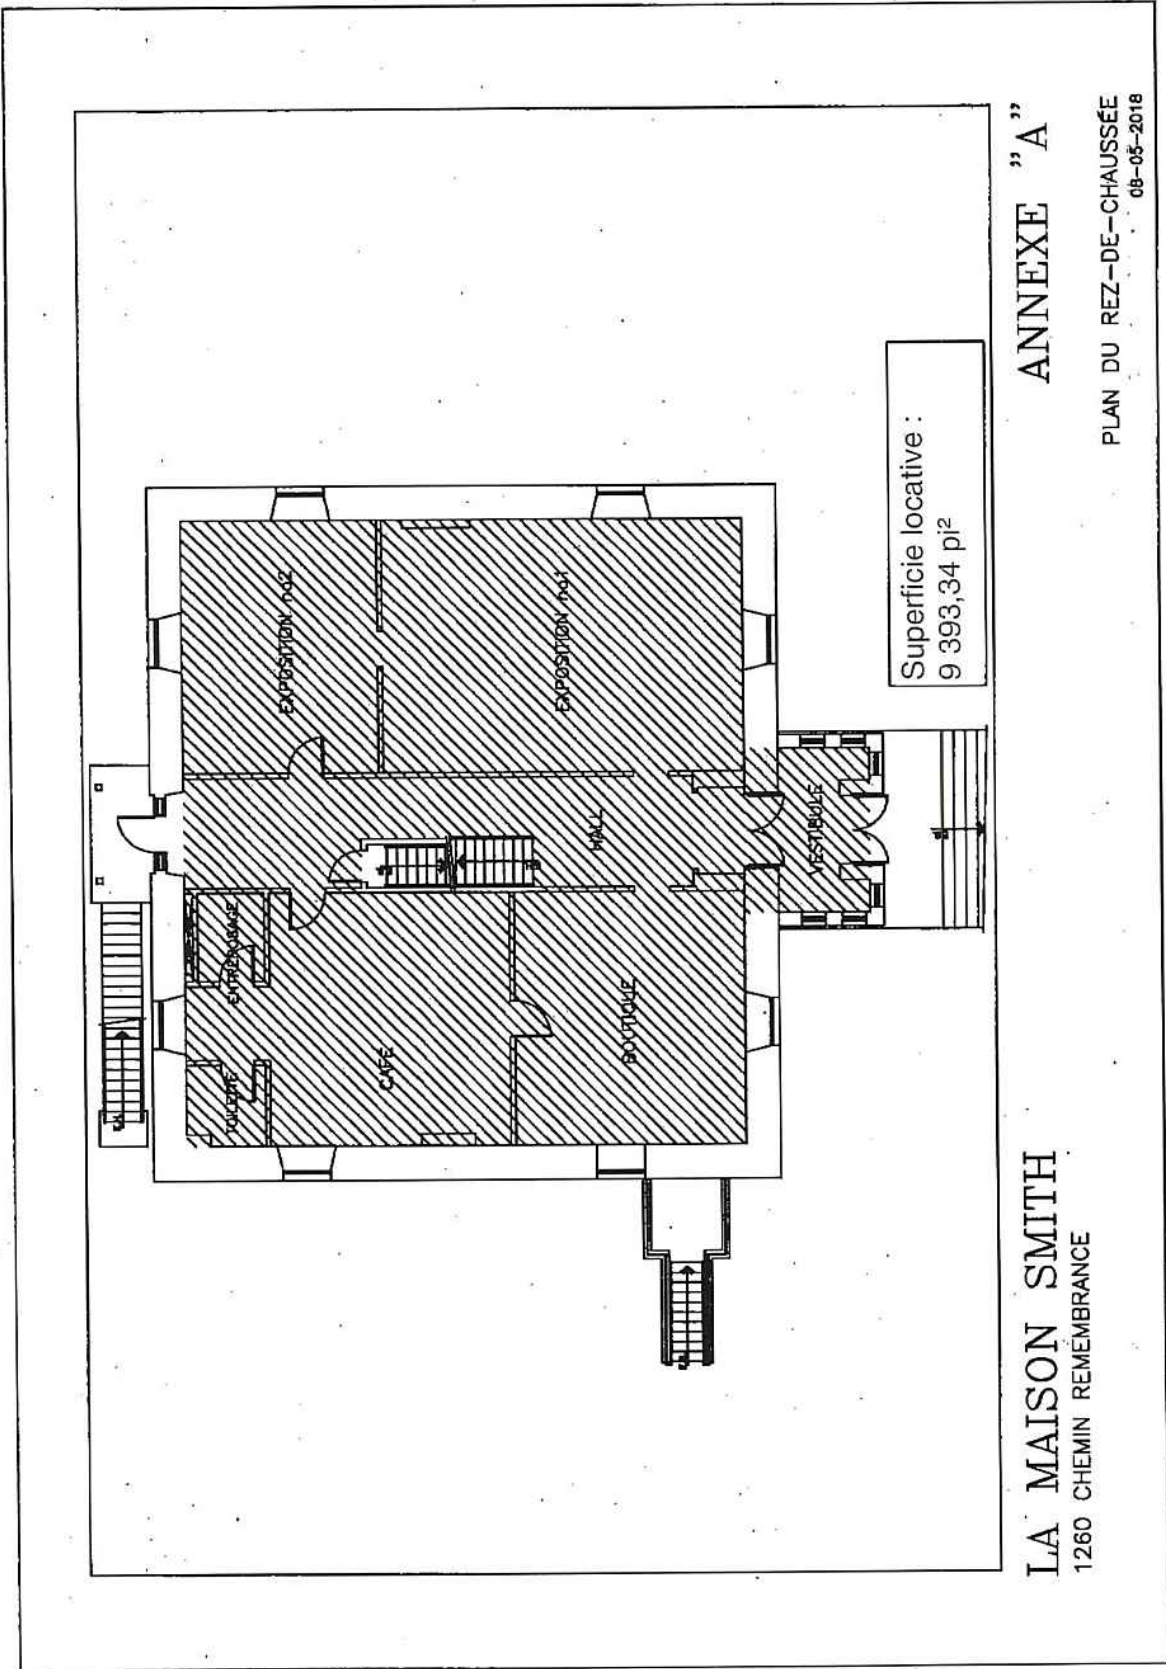 EXPOSITION no2
EXPOSITION no1
HALL
VESTIBULE
ENTREPOSAGE
TOILETTE
CAFÉ
BOUTIQUE
Superficie locative :
9 393,34 pi²
LA MAISON SMITH
1260 CHEMIN REMEMBRANCE
ANNEXE "A"
PLAN DU REZ-DE-CHAUSSÉE
08-05-2018